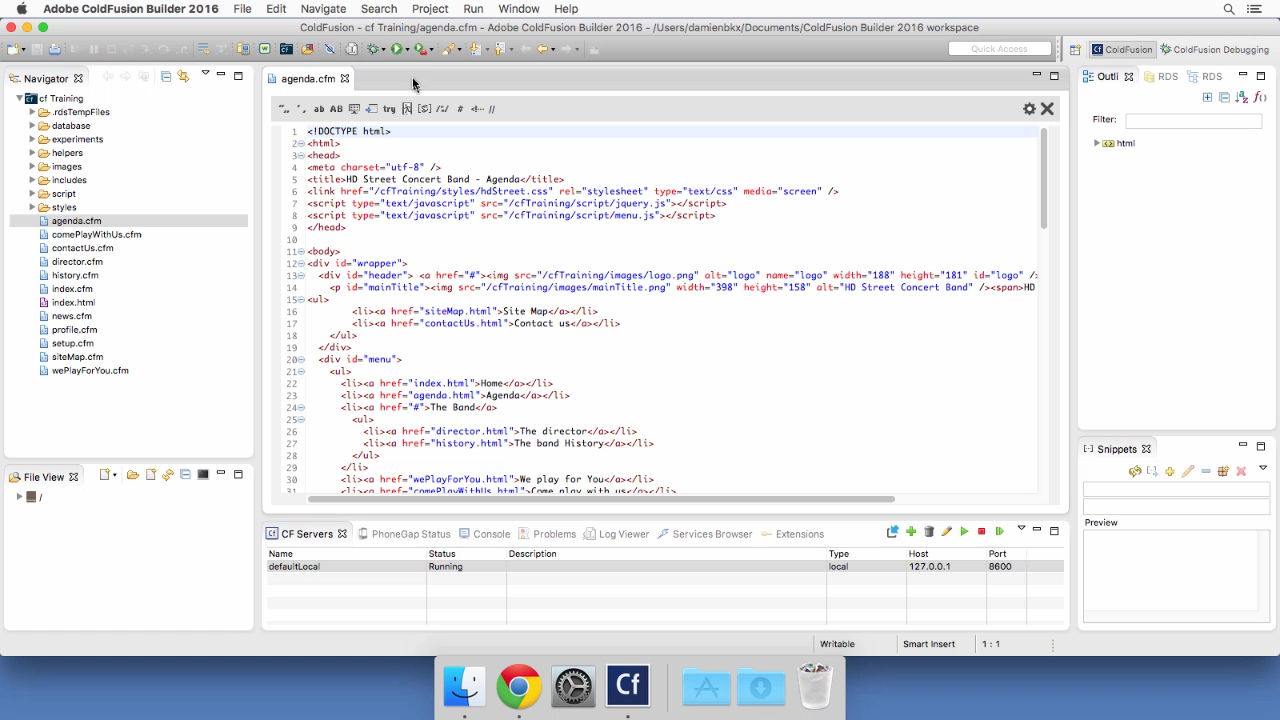 Adobe ColdFusion Builder 2016 File Edit Navigate Search Project Run Window Help
ColdFusion - cf Training/agenda.cfm - Adobe ColdFusion Builder 2016 - /Users/damienbkx/Documents/ColdFusion Builder 2016 workspace
Quick Access
ColdFusion
ColdFusion Debugging
Navigator
cf Training
.rdsTempFiles
database
experiments
helpers
images
includes
script
styles
agenda.cfm
comePlayWithUs.cfm
contactUs.cfm
director.cfm
history.cfm
index.cfm
index.html
news.cfm
profile.cfm
setup.cfm
siteMap.cfm
wePlayForYou.cfm
File View
/
agenda.cfm
ab AB try # //
1 <!DOCTYPE html>
2 <html>
3 <head>
4 <meta charset="utf-8" />
5 <title>HD Street Concert Band - Agenda</title>
6 <link href="/cfTraining/styles/hdStreet.css" rel="stylesheet" type="text/css" media="screen" />
7 <script type="text/javascript" src="/cfTraining/script/jquery.js"></script>
8 <script type="text/javascript" src="/cfTraining/script/menu.js"></script>
9 </head>
10
11 <body>
12 <div id="wrapper">
13 <div id="header"> <a href="#"><img src="/cfTraining/images/logo.png" alt="logo" name="logo" width="188" height="181" id="logo" /
14 <p id="mainTitle"><img src="/cfTraining/images/mainTitle.png" width="398" height="158" alt="HD Street Concert Band" /><span>HD
15 <ul>
16 <li><a href="siteMap.html">Site Map</a></li>
17 <li><a href="contactUs.html">Contact us</a></li>
18 </ul>
19 </div>
20 <div id="menu">
21 <ul>
22 <li><a href="index.html">Home</a></li>
23 <li><a href="agenda.html">Agenda</a></li>
24 <li><a href="#">The Band</a>
25 <ul>
26 <li><a href="director.html">The director</a></li>
27 <li><a href="history.html">The band History</a></li>
28 </ul>
29 </li>
30 <li><a href="wePlayForYou.html">We play for You</a></li>
31 <li><a href="comePlayWithUs.html">Come play with us</a></li>
CF Servers PhoneGap Status Console Problems Log Viewer Services Browser Extensions
Name Status Description Type Host Port
defaultLocal Running local 127.0.0.1 8600
Writable Smart Insert 1 : 1
Outli RDS RDS
Filter:
html
Snippets
Preview
Cf